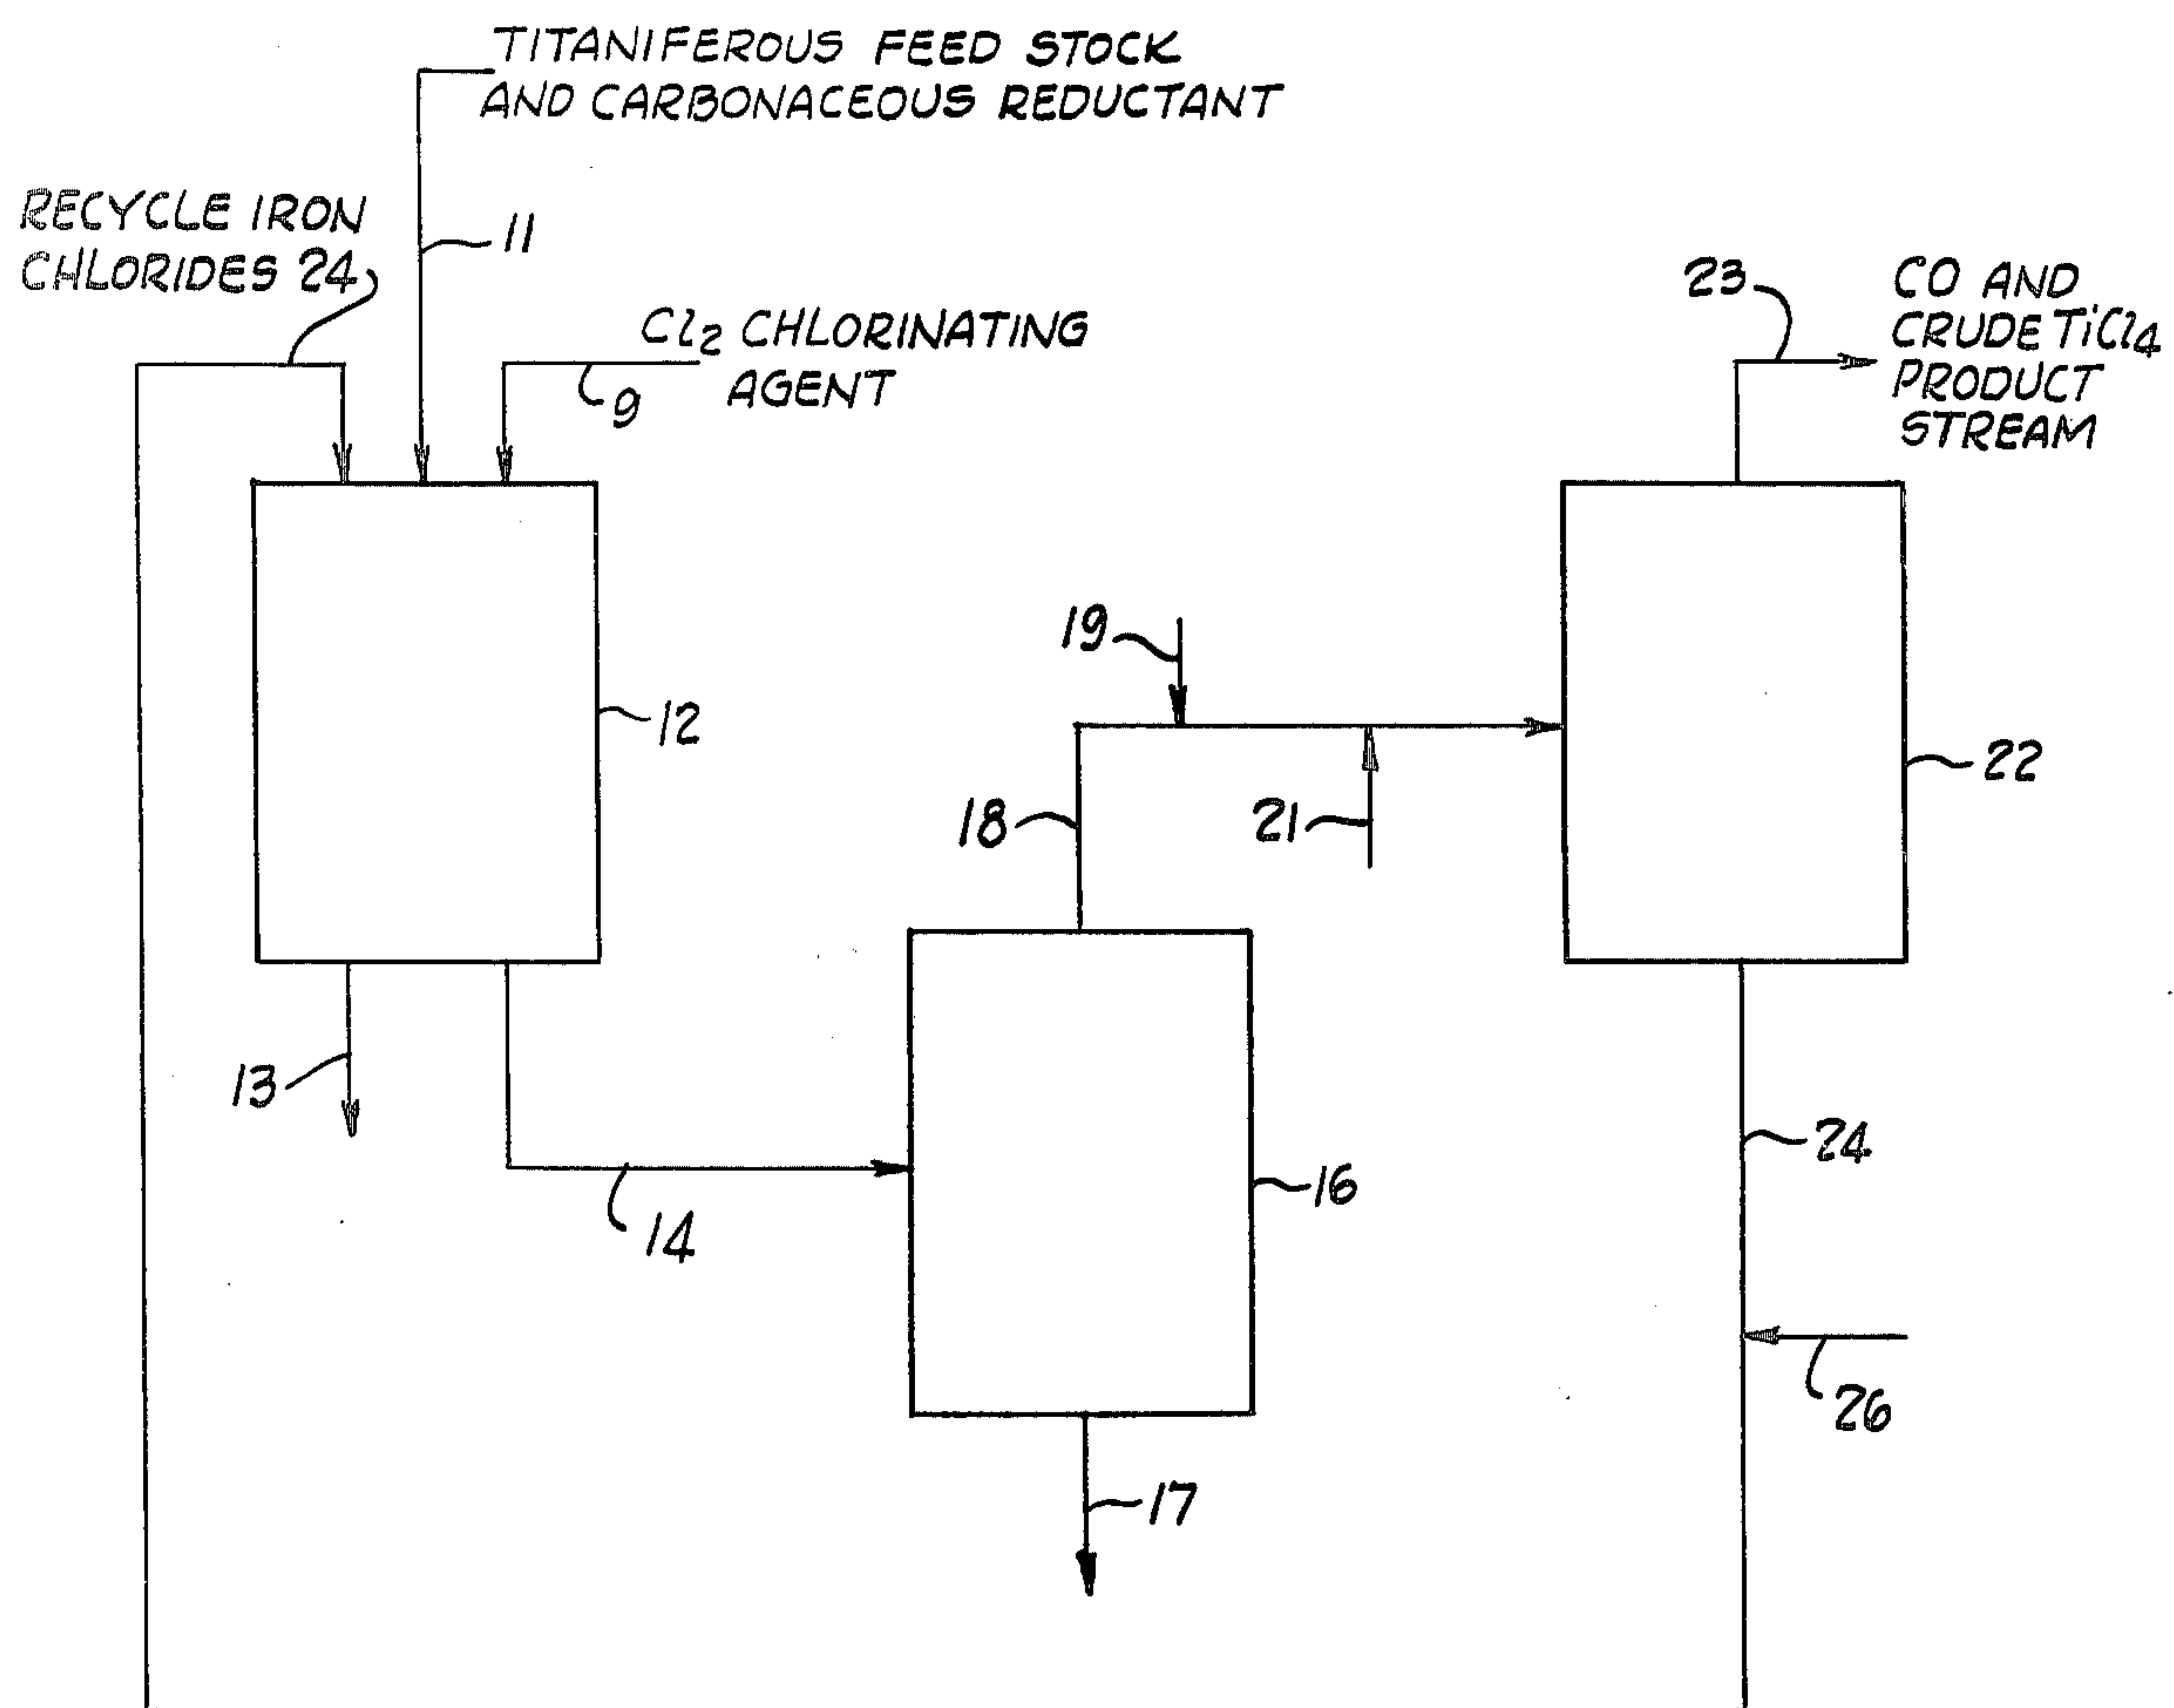 TITANIFEROUS FEED STOCK
AND CARBONACEOUS REDUCTANT
RECYCLE IRON
CHLORIDES 24
11
Cl2 CHLORINATING
AGENT
9
23
CO AND
CRUDE TiCl4
PRODUCT
STREAM
19
12
22
18
21
13
24
14
16
26
17